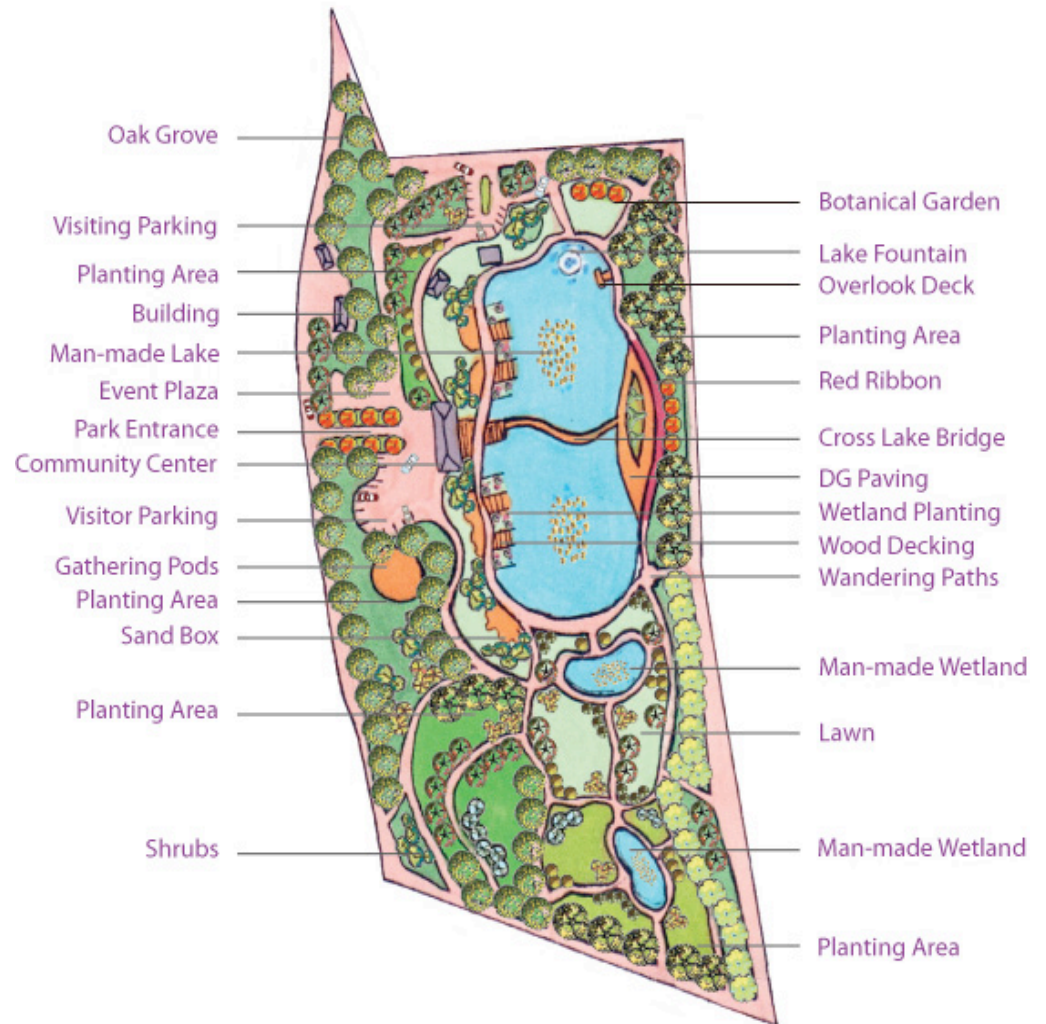 Oak Grove
Visiting Parking
Planting Area
Building
Man-made Lake
Event Plaza
Park Entrance
Community Center
Visitor Parking
Gathering Pods
Planting Area
Sand Box
Planting Area
Shrubs
Botanical Garden
Lake Fountain
Overlook Deck
Planting Area
Red Ribbon
Cross Lake Bridge
DG Paving
Wetland Planting
Wood Decking
Wandering Paths
Man-made Wetland
Lawn
Man-made Wetland
Planting Area